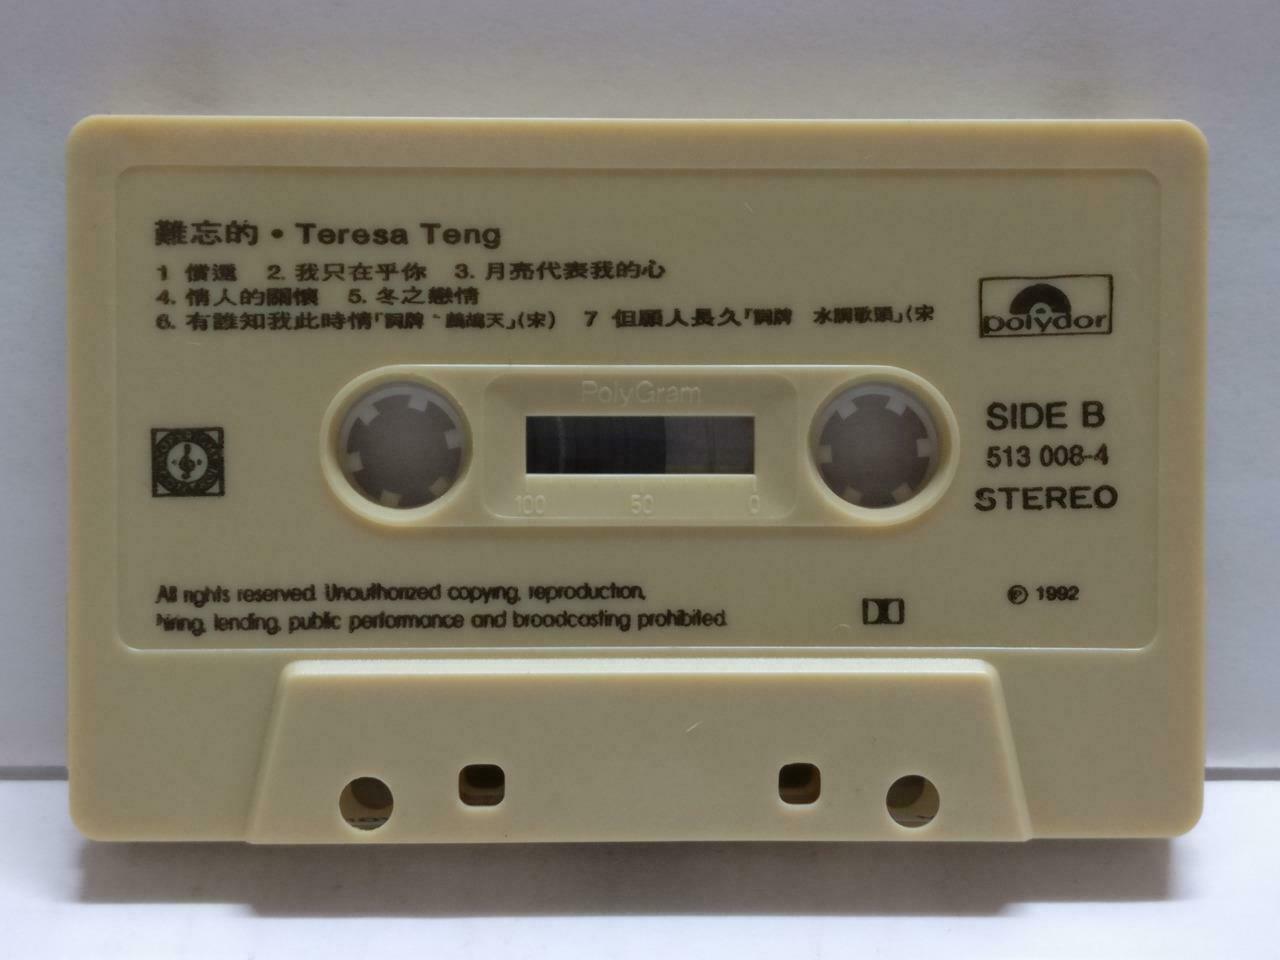 難忘的 • Teresa Teng
1 償還 2. 我只在乎你 3. 月亮代表我的心
4. 情人的關懷 5. 冬之戀情
6. 有誰知我此時情「詞牌 鷓鴣天」(宋) 7 但願人長久「詞牌 水調歌頭」(宋
polydor
PolyGram
SIDE B
513 008-4
STEREO
100 50 0
All rights reserved. Unauthorized copying, reproduction,
hiring, lending, public performance and broadcasting prohibited.
℗ 1992